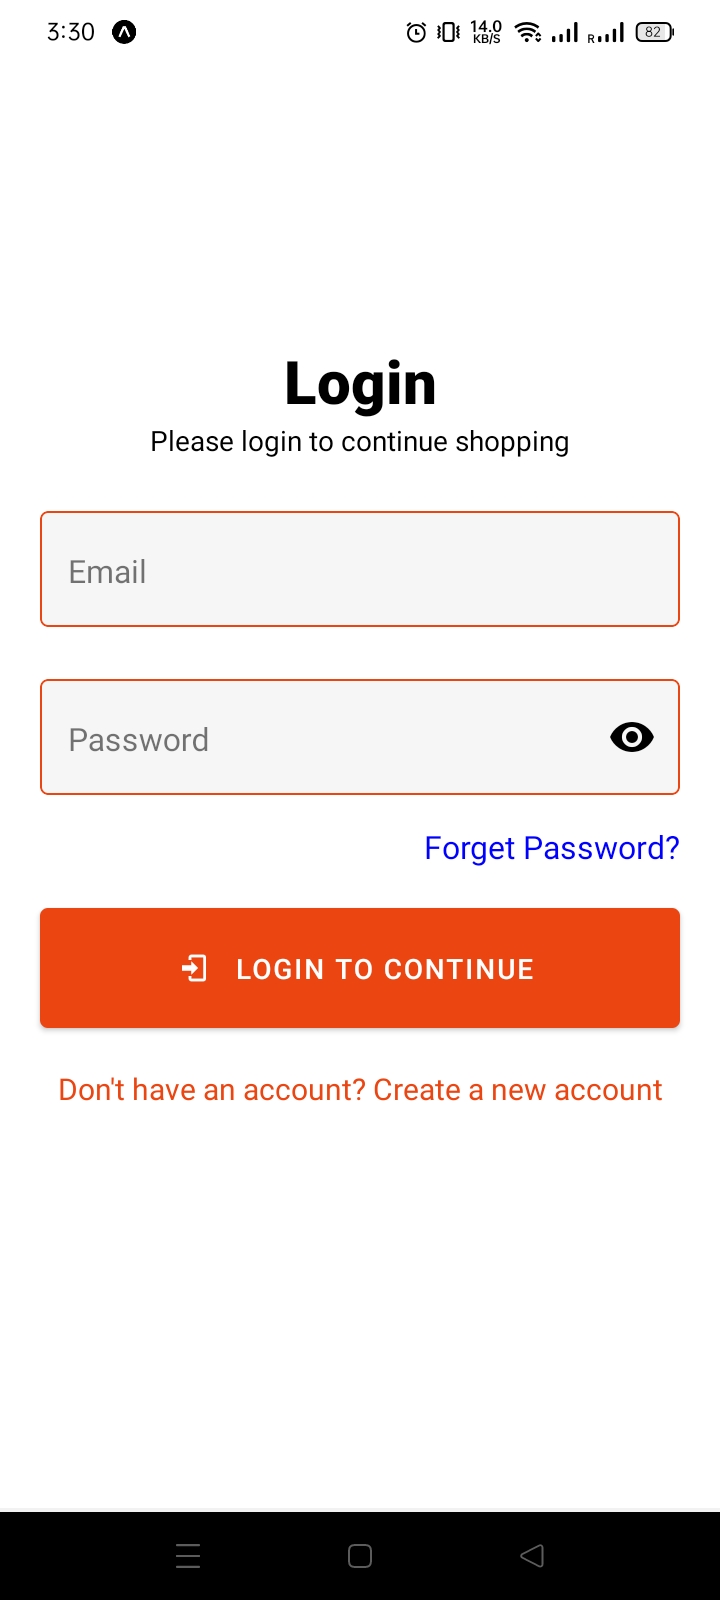 3:30 14.0 KB/S R 82
Login
Please login to continue shopping
Email
Password
Forget Password?
LOGIN TO CONTINUE
Don't have an account? Create a new account